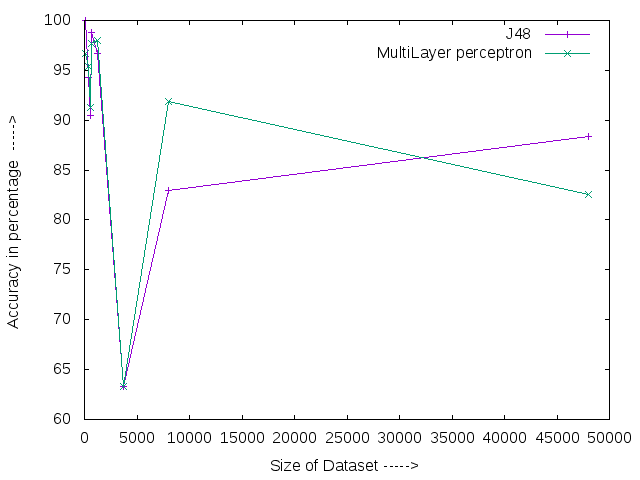 100
95
90
85
80
75
70
65
60
J48
MultiLayer perceptron
Accuracy in percentage ----->
0 5000 10000 15000 20000 25000 30000 35000 40000 45000 50000
Size of Dataset ----->